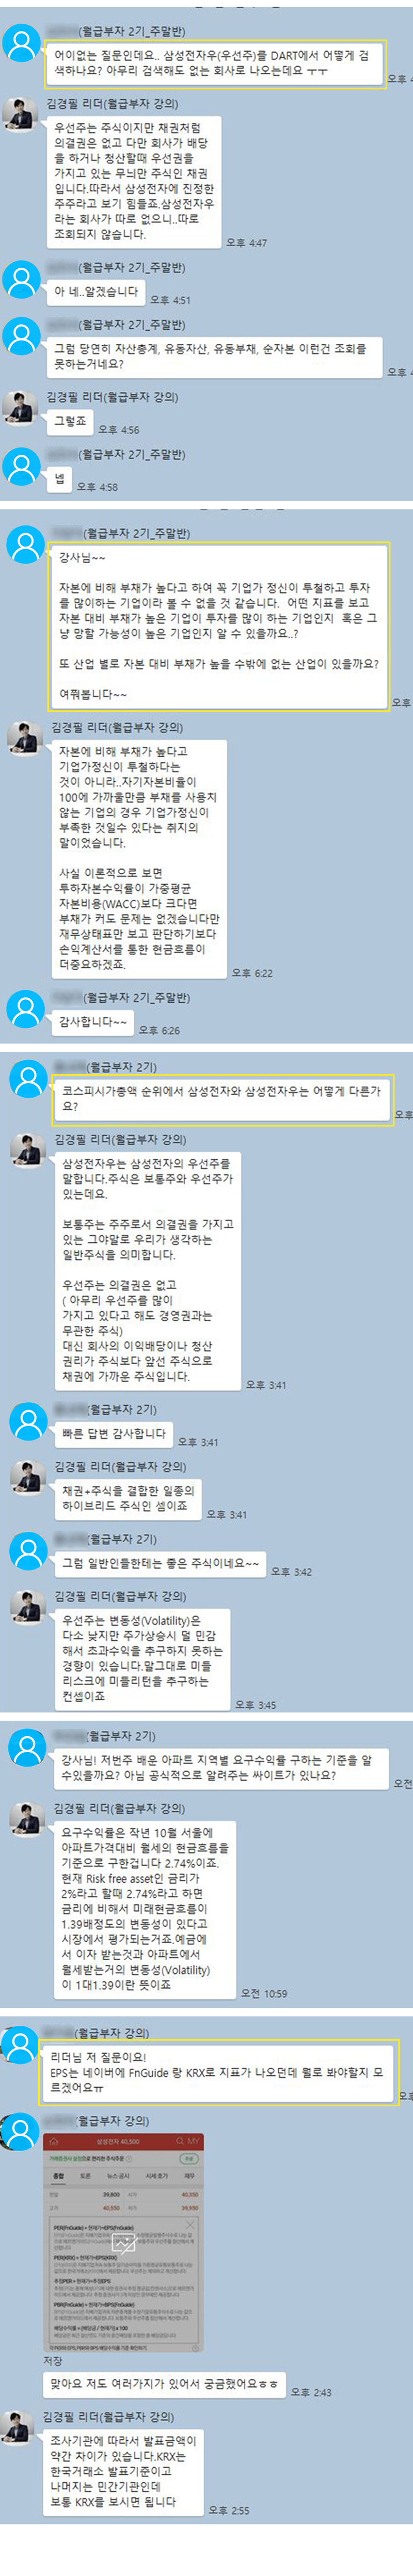 (월급부자 2기_주말반)
어이없는 질문인데요.. 삼성전자우(우선주)를 DART에서 어떻게 검
색하나요? 아무리 검색해도 없는 회사로 나오는데요 ㅜㅜ
오후
김경필 리더(월급부자 강의)
우선주는 주식이지만 채권처럼
의결권은 없고 다만 회사가 배당
을 하거나 청산할때 우선권을
가지고 있는 무늬만 주식인 채권
입니다.따라서 삼성전자에 진정한
주주라고 보기 힘들죠.삼성전자우
라는 회사가 따로 없으니..따로
조회되지 않습니다.
오후 4:47
(월급부자 2기_주말반)
아 네..알겠습니다
오후 4:51
(월급부자 2기_주말반)
그럼 당연히 자산총계, 유동자산, 유동부채, 순자본 이런건 조회를
못하는거네요?
오후
김경필 리더(월급부자 강의)
그렇죠
오후 4:56
(월급부자 2기_주말반)
넵
오후 4:58
(월급부자 2기_주말반)
강사님~~
자본에 비해 부채가 높다고 하여 꼭 기업가 정신이 투철하고 투자
를 많이하는 기업이라 볼 수 없을 것 같습니다. 어떤 지표를 보고
자본 대비 부채가 높은 기업이 투자를 많이 하는 기업인지 혹은 그
냥 망할 가능성이 높은 기업인지 알 수 있을까요..?
또 산업 별로 자본 대비 부채가 높을 수밖에 없는 산업이 있을까요?
여쭤봅니다~~
오후
김경필 리더(월급부자 강의)
자본에 비해 부채가 높다고
기업가정신이 투철하다는
것이 아니라..자기자본비율이
100에 가까울만큼 부채를 사용치
않는 기업의 경우 기업가정신이
부족한 것일수 있다는 취지의
말이었습니다.
사실 이론적으로 보면
투하자본수익률이 가중평균
자본비용(WACC)보다 크다면
부채가 커도 문제는 없겠습니다만
재무상태표만 보고 판단하기보다
손익계산서를 통한 현금흐름이
더중요하겠죠.
오후 6:22
(월급부자 2기_주말반)
감사합니다~~
오후 6:26
(월급부자 2기)
코스피시가총액 순위에서 삼성전자와 삼성전자우는 어떻게 다른가
요?
오후
김경필 리더(월급부자 강의)
삼성전자우는 삼성전자의 우선주를
말합니다.주식은 보통주와 우선주가
있는데요.
보통주는 주주로서 의결권을 가지고
있는 그야말로 우리가 생각하는
일반주식을 의미합니다.
우선주는 의결권은 없고
( 아무리 우선주를 많이
가지고 있다고 해도 경영권과는
무관한 주식)
대신 회사의 이익배당이나 청산
권리가 주식보다 앞선 주식으로
채권에 가까운 주식입니다.
오후 3:41
(월급부자 2기)
빠른 답변 감사합니다
오후 3:41
김경필 리더(월급부자 강의)
채권+주식을 결합한 일종의
하이브리드 주식인 셈이죠
오후 3:41
(월급부자 2기)
그럼 일반인들한테는 좋은 주식이네요~~
오후 3:42
김경필 리더(월급부자 강의)
우선주는 변동성(Volatility)은
다소 낮지만 주가상승시 덜 민감
해서 초과수익을 추구하지 못하는
경향이 있습니다.말그대로 미들
리스크에 미들리턴을 추구하는
컨셉이죠
오후 3:45
(월급부자 2기)
강사님! 저번주 배운 아파트 지역별 요구수익률 구하는 기준을 알
수있을까요? 아님 공식적으로 알려주는 싸이트가 있나요?
오전
김경필 리더(월급부자 강의)
요구수익률은 작년 10월 서울에
아파트가격대비 월세의 현금흐름을
기준으로 구한겁니다 2.74%이죠.
현재 Risk free asset인 금리가
2%라고 할때 2.74%라고 하면
금리에 비해서 미래현금흐름이
1.39배정도의 변동성이 있다고
시장에서 평가되는거죠.예금에
서 이자 받는것과 아파트에서
월세받는거의 변동성(Volatility)
이 1대1.39이란 뜻이죠
오전 10:59
(월급부자 강의)
리더님 저 질문이요!
EPS는 네이버에 FnGuide 랑 KRX로 지표가 나오던데 뭘로 봐야할지 모
르겠어요ㅠ
오후
(월급부자 강의)
삼성전자 40,500
MY
종합 토론 뉴스·공시 시세·호가 재무
39,800
40,350
40,550
39,950
PER(FnGuide) = 현재가÷EPS(FnGuide)
PER(KRX) = 현재가÷EPS(KRX)
추정PER = 현재가÷추정EPS
PBR(FnGuide) = 현재가÷BPS(FnGuide)
저장
맞아요 저도 여러가지가 있어서 궁금했어요ㅎㅎ
오후 2:43
김경필 리더(월급부자 강의)
조사기관에 따라서 발표금액이
약간 차이가 있습니다.KRX는
한국거래소 발표기준이고
나머지는 민간기관인데
보통 KRX를 보시면 됩니다
오후 2:55